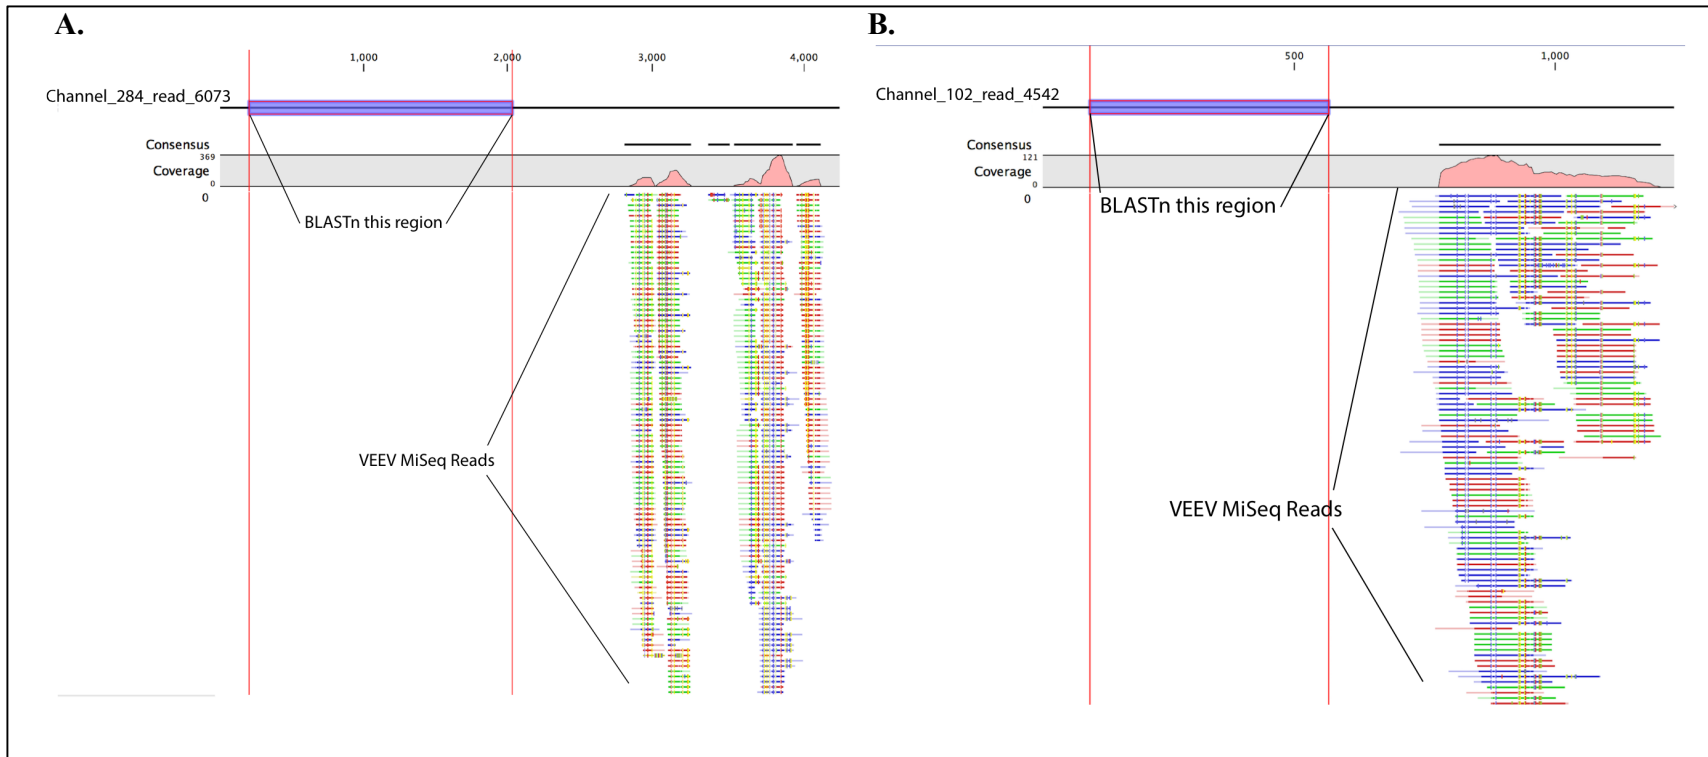 A.
1,000 2,000 3,000 4,000
Channel_284_read_6073
Consensus
369
Coverage
0
0
BLASTn this region
VEEV MiSeq Reads
B.
500 1,000
Channel_102_read_4542
Consensus
121
Coverage
0
0
BLASTn this region
VEEV MiSeq Reads